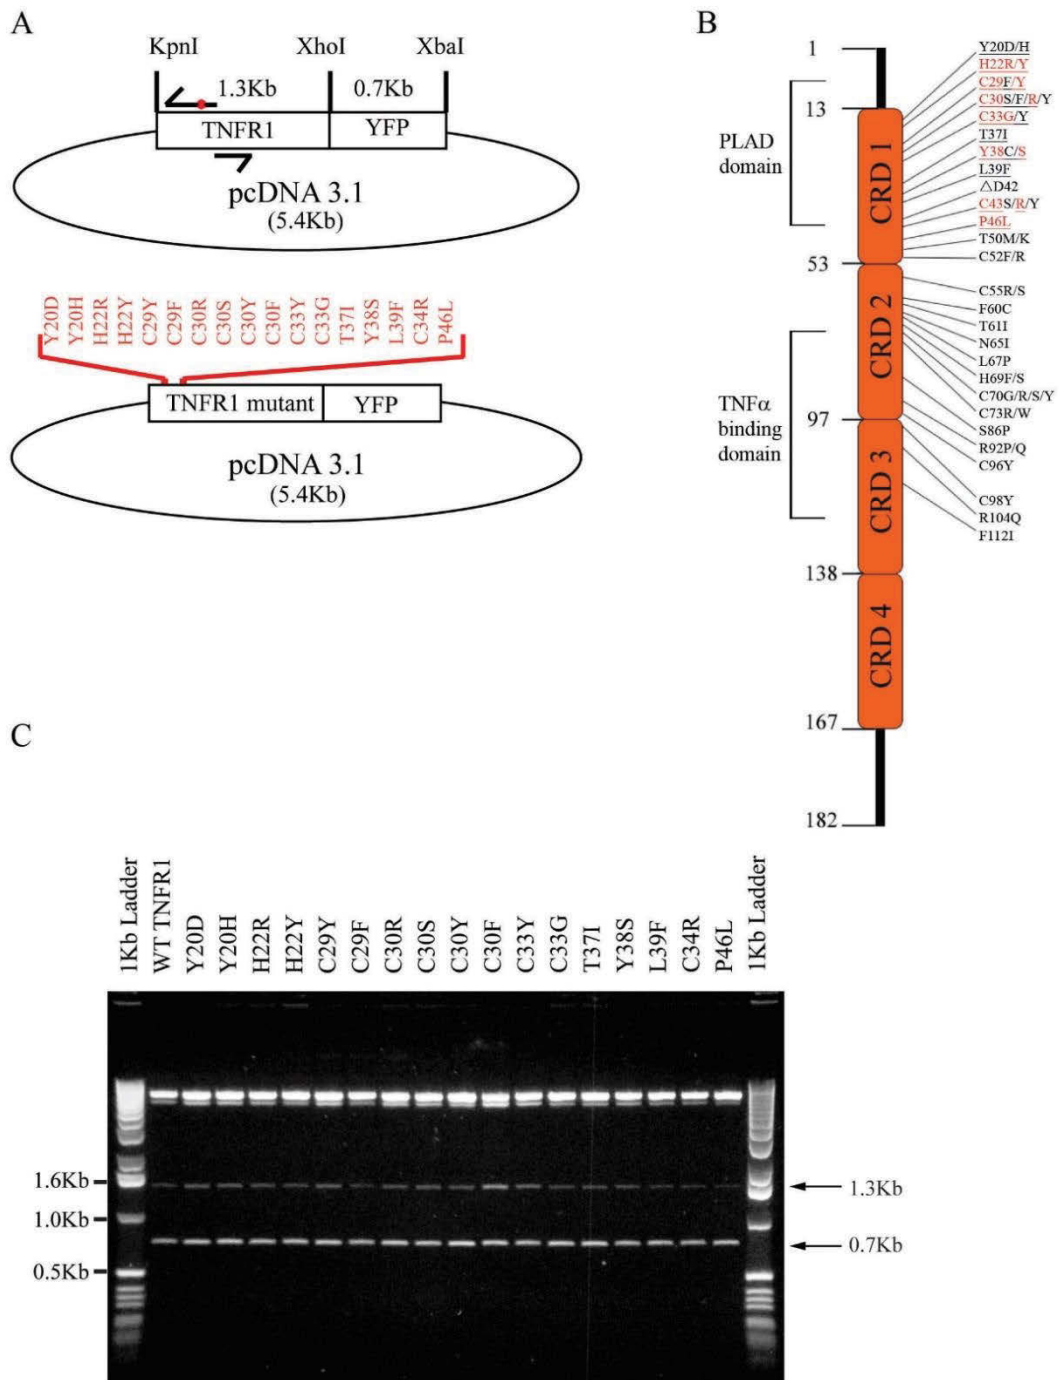 A
KpnI XhoI XbaI
1.3Kb 0.7Kb
TNFR1 YFP
pcDNA 3.1
(5.4Kb)
Y20D
Y20H
H22R
H22Y
C29Y
C29F
C30R
C30S
C30Y
C30F
C33Y
C33G
T37I
Y38S
L39F
C34R
P46L
TNFR1 mutant YFP
pcDNA 3.1
(5.4Kb)
B
1
13
53
97
138
167
182
PLAD
domain
TNFα
binding
domain
CRD 1
CRD 2
CRD 3
CRD 4
Y20D/H
H22R/Y
C29F/Y
C30S/F/R/Y
C33G/Y
T37I
Y38C/S
L39F
△D42
C43S/R/Y
P46L
T50M/K
C52F/R
C55R/S
F60C
T61I
N65I
L67P
H69F/S
C70G/R/S/Y
C73R/W
S86P
R92P/Q
C96Y
C98Y
R104Q
F112I
C
1Kb Ladder
WT TNFR1
Y20D
Y20H
H22R
H22Y
C29Y
C29F
C30R
C30S
C30Y
C30F
C33Y
C33G
T37I
Y38S
L39F
C34R
P46L
1Kb Ladder
1.6Kb
1.0Kb
0.5Kb
1.3Kb
0.7Kb